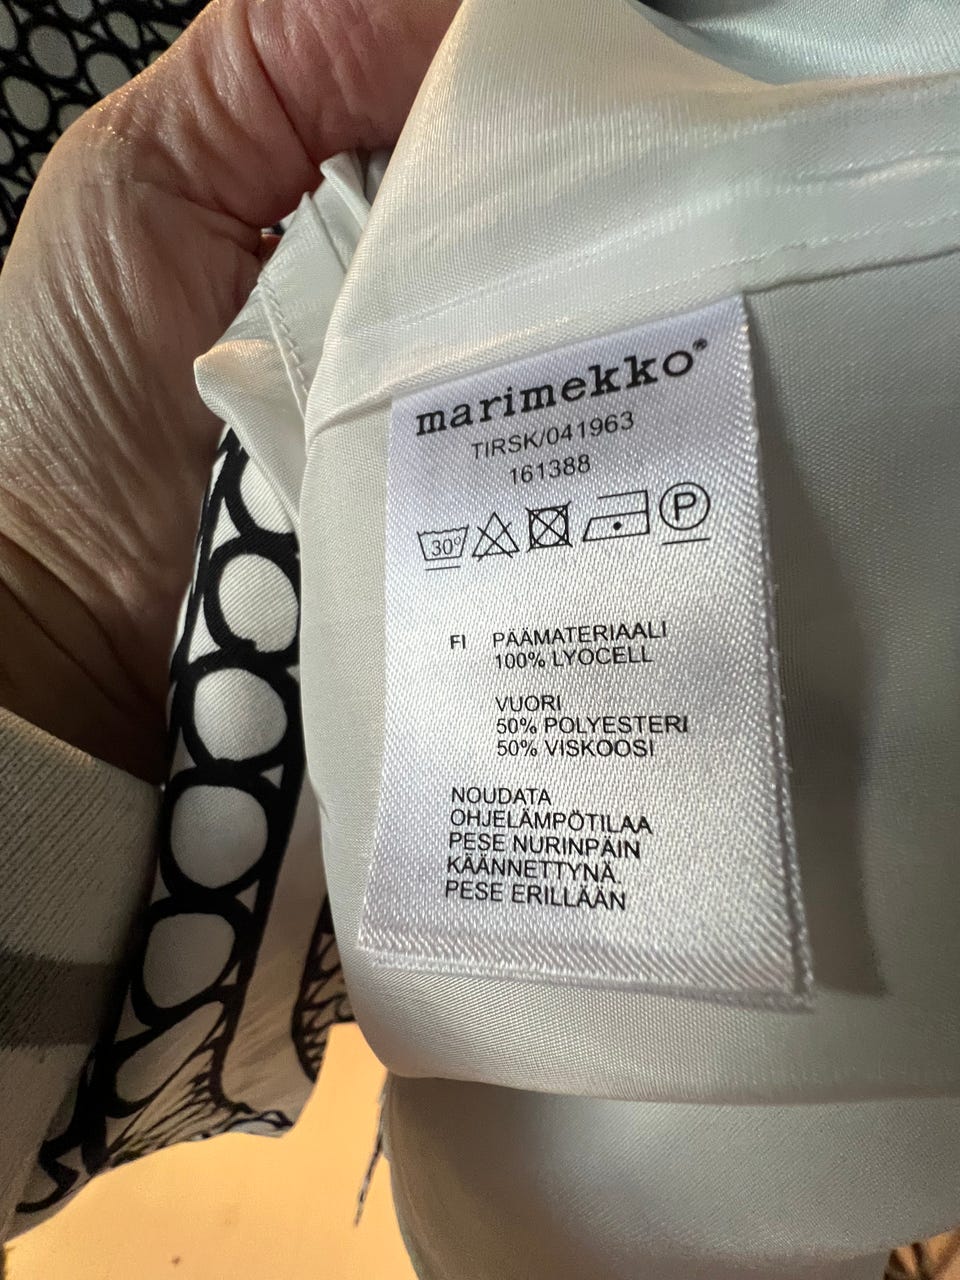 marimekko®
TIRSK/041963
161388
30° P
FI PÄÄMATERIAALI
100% LYOCELL
VUORI
50% POLYESTERI
50% VISKOOSI
NOUDATA
OHJELÄMPÖTILAA
PESE NURINPÄIN
KÄÄNNETTYNÄ
PESE ERILLÄÄN